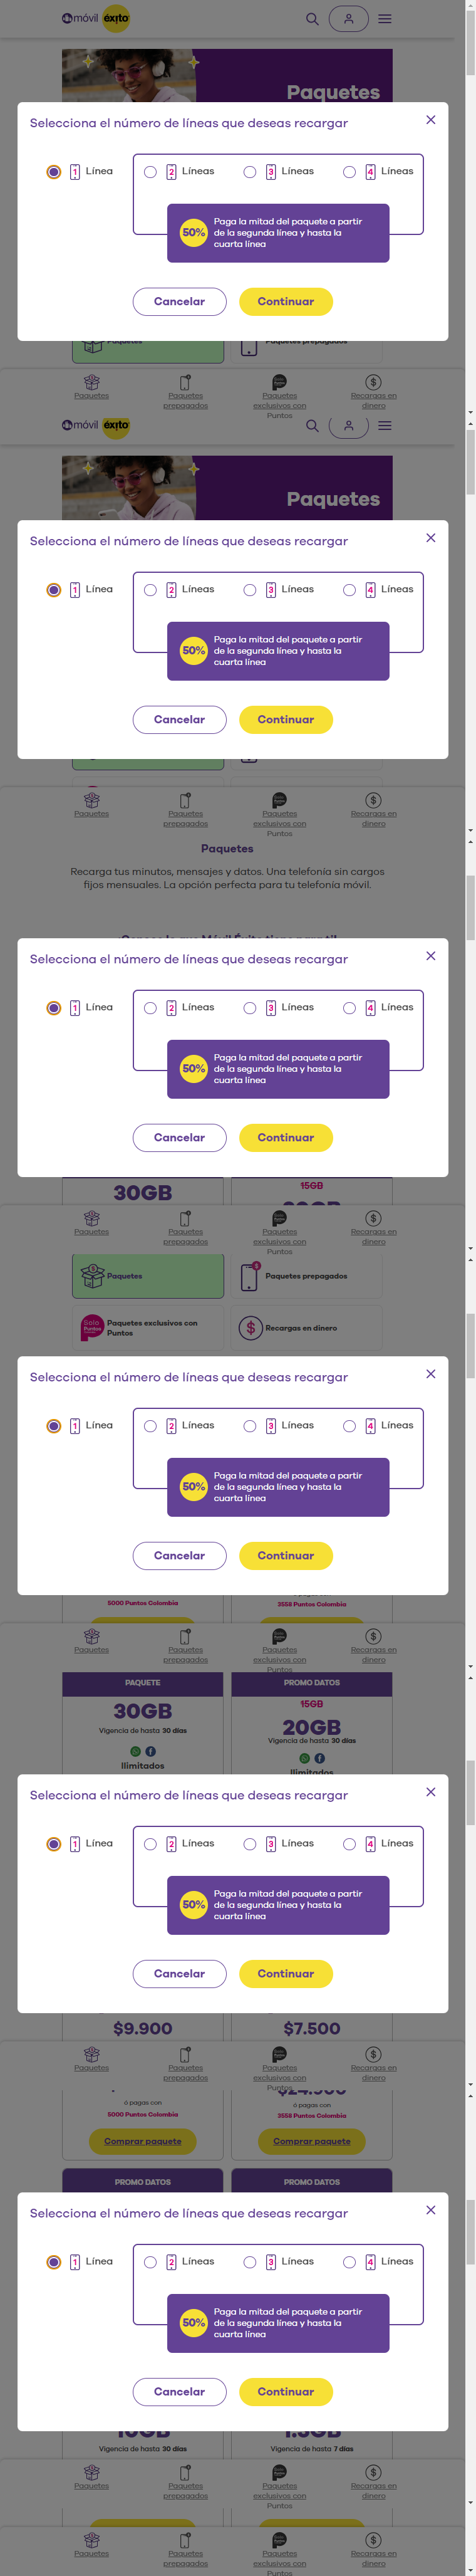 móvil éxito
Paquetes
Selecciona el número de líneas que deseas recargar
1 Línea 2 Líneas 3 Líneas 4 Líneas
50%
Paga la mitad del paquete a partir
de la segunda línea y hasta la
cuarta línea
Cancelar Continuar
Paquetes Paquetes prepagados
Paquetes Paquetes
prepagados Paquetes
exclusivos con
Puntos Recargas en
dinero
móvil éxito
Paquetes
Selecciona el número de líneas que deseas recargar
1 Línea 2 Líneas 3 Líneas 4 Líneas
50%
Paga la mitad del paquete a partir
de la segunda línea y hasta la
cuarta línea
Cancelar Continuar
Paquetes Paquetes
prepagados Paquetes
exclusivos con
Puntos Recargas en
dinero
Paquetes
Recarga tus minutos, mensajes y datos. Una telefonía sin cargos
fijos mensuales. La opción perfecta para tu telefonía móvil.
¡Conoce lo que Móvil Éxito tiene para ti!
Selecciona el número de líneas que deseas recargar
1 Línea 2 Líneas 3 Líneas 4 Líneas
50%
Paga la mitad del paquete a partir
de la segunda línea y hasta la
cuarta línea
Cancelar Continuar
30GB 15GB
Paquetes Paquetes
prepagados Paquetes
exclusivos con
Puntos Recargas en
dinero
Paquetes Paquetes prepagados
Solo
Puntos
Paquetes exclusivos con
Puntos
Recargas en dinero
Selecciona el número de líneas que deseas recargar
1 Línea 2 Líneas 3 Líneas 4 Líneas
50%
Paga la mitad del paquete a partir
de la segunda línea y hasta la
cuarta línea
Cancelar Continuar
5000 Puntos Colombia 3558 Puntos Colombia
Paquetes Paquetes
prepagados Paquetes
exclusivos con
Puntos Recargas en
dinero
PAQUETE PROMO DATOS
30GB 15GB
20GB
Vigencia de hasta 30 días Vigencia de hasta 30 días
Ilimitados Ilimitados
Selecciona el número de líneas que deseas recargar
1 Línea 2 Líneas 3 Líneas 4 Líneas
50%
Paga la mitad del paquete a partir
de la segunda línea y hasta la
cuarta línea
Cancelar Continuar
$9.900 $7.500
Paquetes Paquetes
prepagados Paquetes
exclusivos con
Puntos Recargas en
dinero
$24.900
ó pagas con ó pagas con
5000 Puntos Colombia 3558 Puntos Colombia
Comprar paquete Comprar paquete
PROMO DATOS PROMO DATOS
Selecciona el número de líneas que deseas recargar
1 Línea 2 Líneas 3 Líneas 4 Líneas
50%
Paga la mitad del paquete a partir
de la segunda línea y hasta la
cuarta línea
Cancelar Continuar
10GB 1.5GB
Vigencia de hasta 30 días Vigencia de hasta 7 días
Paquetes Paquetes
prepagados Paquetes
exclusivos con
Puntos Recargas en
dinero
Paquetes Paquetes
prepagados Paquetes
exclusivos con
Puntos Recargas en
dinero